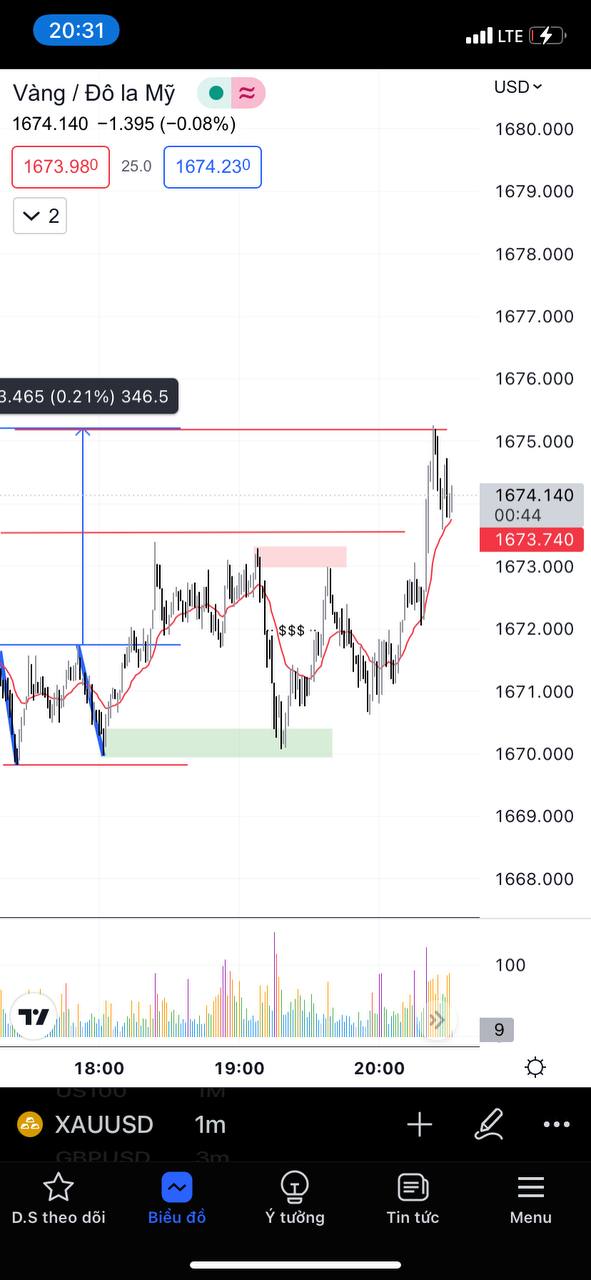 20:31
LTE
Vàng / Đô la Mỹ
USD
1674.140 −1.395 (−0.08%)
1673.980
25.0
1674.230
2
1680.000
1679.000
1678.000
1677.000
1676.000
3.465 (0.21%) 346.5
1675.000
1674.140
00:44
1673.740
1673.000
1672.000
$$$
1671.000
1670.000
1669.000
1668.000
100
9
18:00
19:00
20:00
US100 1M
XAUUSD 1m
GBPUSD 3m
D.S theo dõi
Biểu đồ
Ý tưởng
Tin tức
Menu